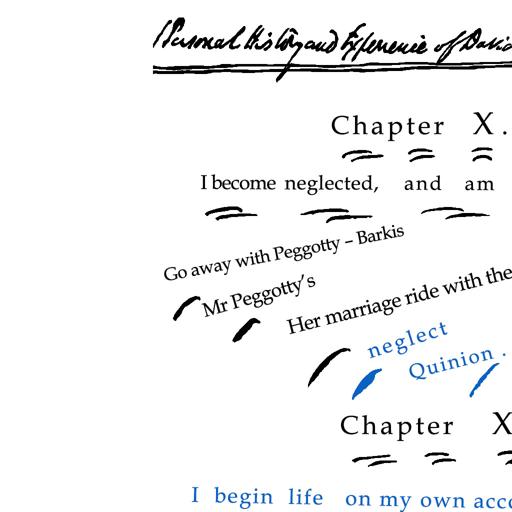 Personal History and Experience of David
Chapter X.
I become neglected, and am
Go away with Peggotty – Barkis
Mr Peggotty's
Her marriage ride with the
neglect
Quinion.
Chapter X
I begin life on my own acco